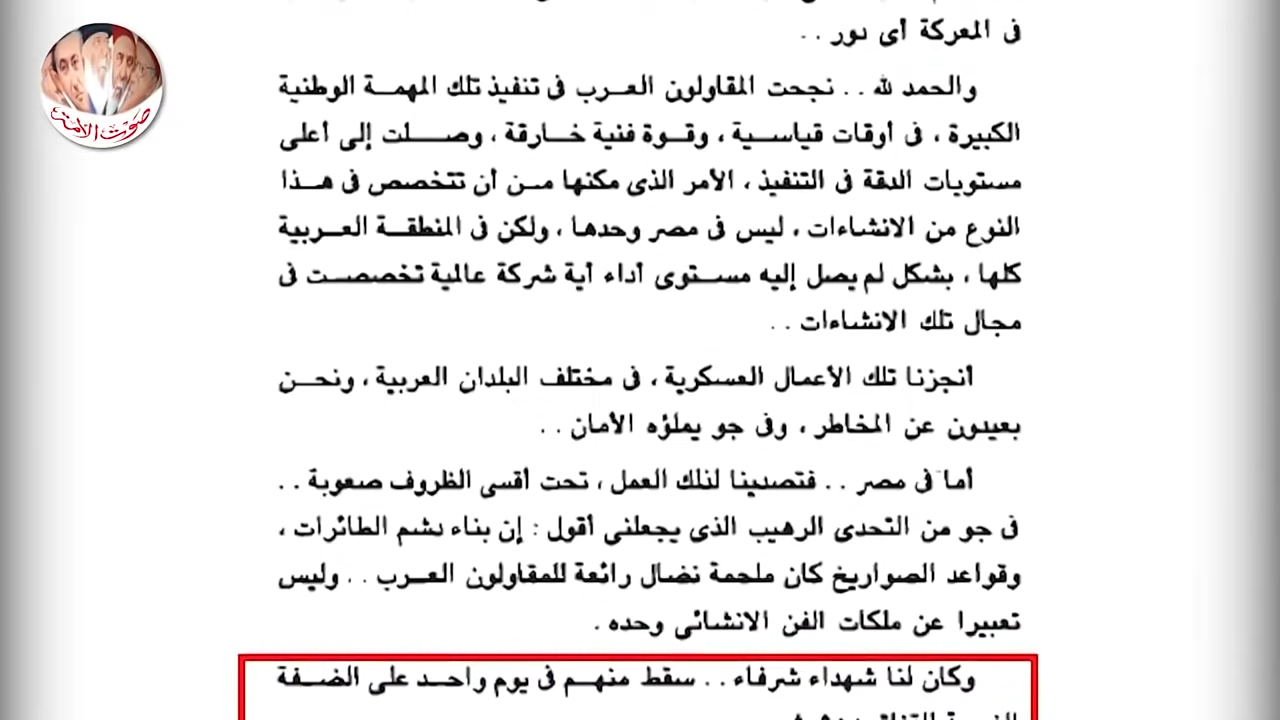 صوت الأمة
فى المعركة أى دور . .
والحمد لله . . نجحت المقاولون العرب فى تنفيذ تلك المهمة الوطنية
الكبيرة ، فى أوقات قياسية ، وقوة فنية خارقة ، وصلت إلى أعلى
مستويات الدقة فى التنفيذ ، الأمر الذى مكنها من أن تتخصص فى هذا
النوع من الانشاءات ، ليس فى مصر وحدها ، ولكن فى المنطقة العربية
كلها ، بشكل لم يصل إليه مستوى أداء أية شركة عالمية تخصصت فى
مجال تلك الانشاءات . .
أنجزنا تلك الأعمال العسكرية ، فى مختلف البلدان العربية ، ونحن
بعيدون عن المخاطر ، وفى جو يملؤه الأمان . .
أما فى مصر . . فتصدينا لذلك العمل ، تحت أقسى الظروف صعوبة . .
فى جو من التحدى الرهيب الذى يجعلنى أقول : إن بناء دشم الطائرات ،
وقواعد الصواريخ كان ملحمة نضال رائعة للمقاولون العرب . . وليس
تعبيرا عن ملكات الفن الانشائى وحده .
وكان لنا شهداء شرفاء . . سقط منهم فى يوم واحد على الضفة